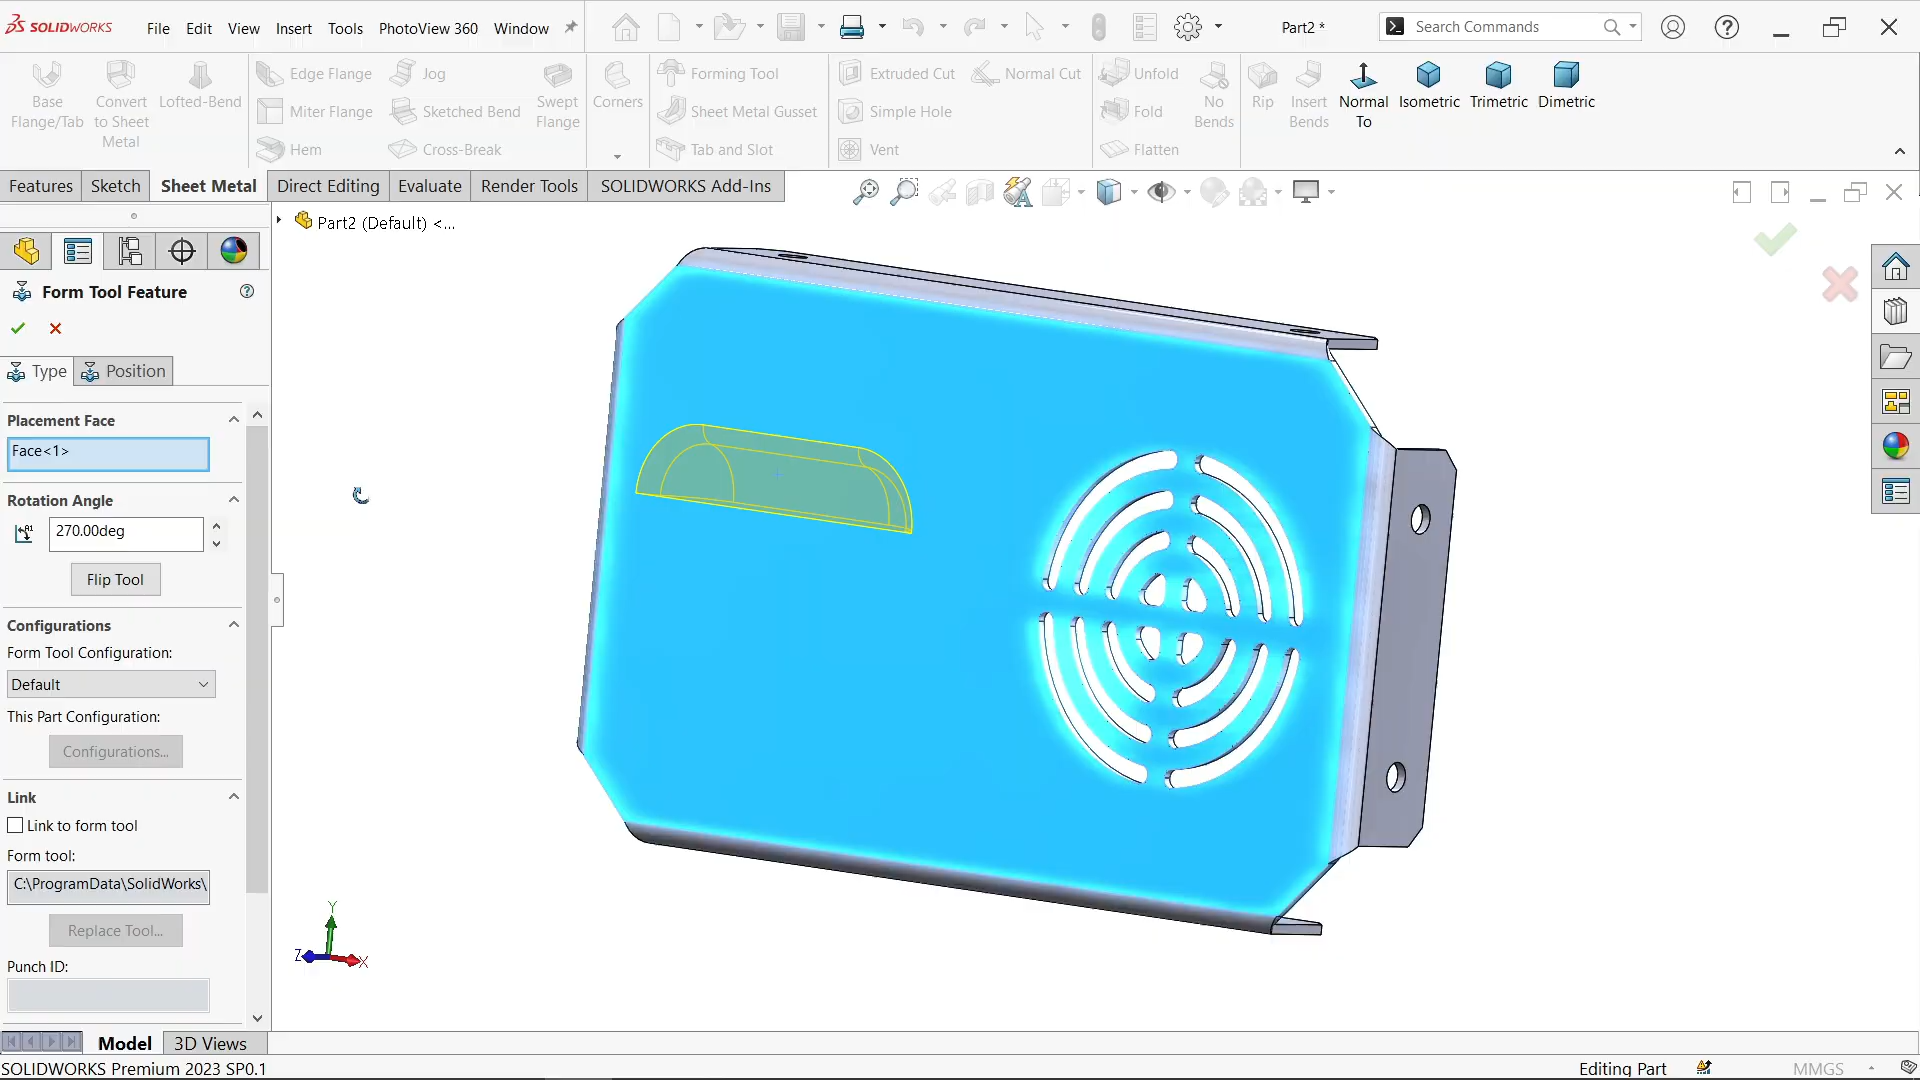 SOLIDWORKS File Edit View Insert Tools PhotoView 360 Window Part2 * Search Commands
Base Flange/Tab
Convert to Sheet Metal
Lofted-Bend
Edge Flange
Miter Flange
Hem
Jog
Sketched Bend
Cross-Break
Swept Flange
Corners
Forming Tool
Sheet Metal Gusset
Tab and Slot
Extruded Cut
Simple Hole
Vent
Normal Cut
Unfold
Fold
Flatten
No Bends
Rip
Insert Bends
Normal To
Isometric
Trimetric
Dimetric
Features Sketch Sheet Metal Direct Editing Evaluate Render Tools SOLIDWORKS Add-Ins
Part2 (Default) <...
Form Tool Feature
Type Position
Placement Face
Face<1>
Rotation Angle
270.00deg
Flip Tool
Configurations
Form Tool Configuration:
Default
This Part Configuration:
Configurations...
Link
Link to form tool
Form tool:
C:\ProgramData\SolidWorks\
Replace Tool...
Punch ID:
Y
Z
X
Model 3D Views
SOLIDWORKS Premium 2023 SP0.1 Editing Part MMGS